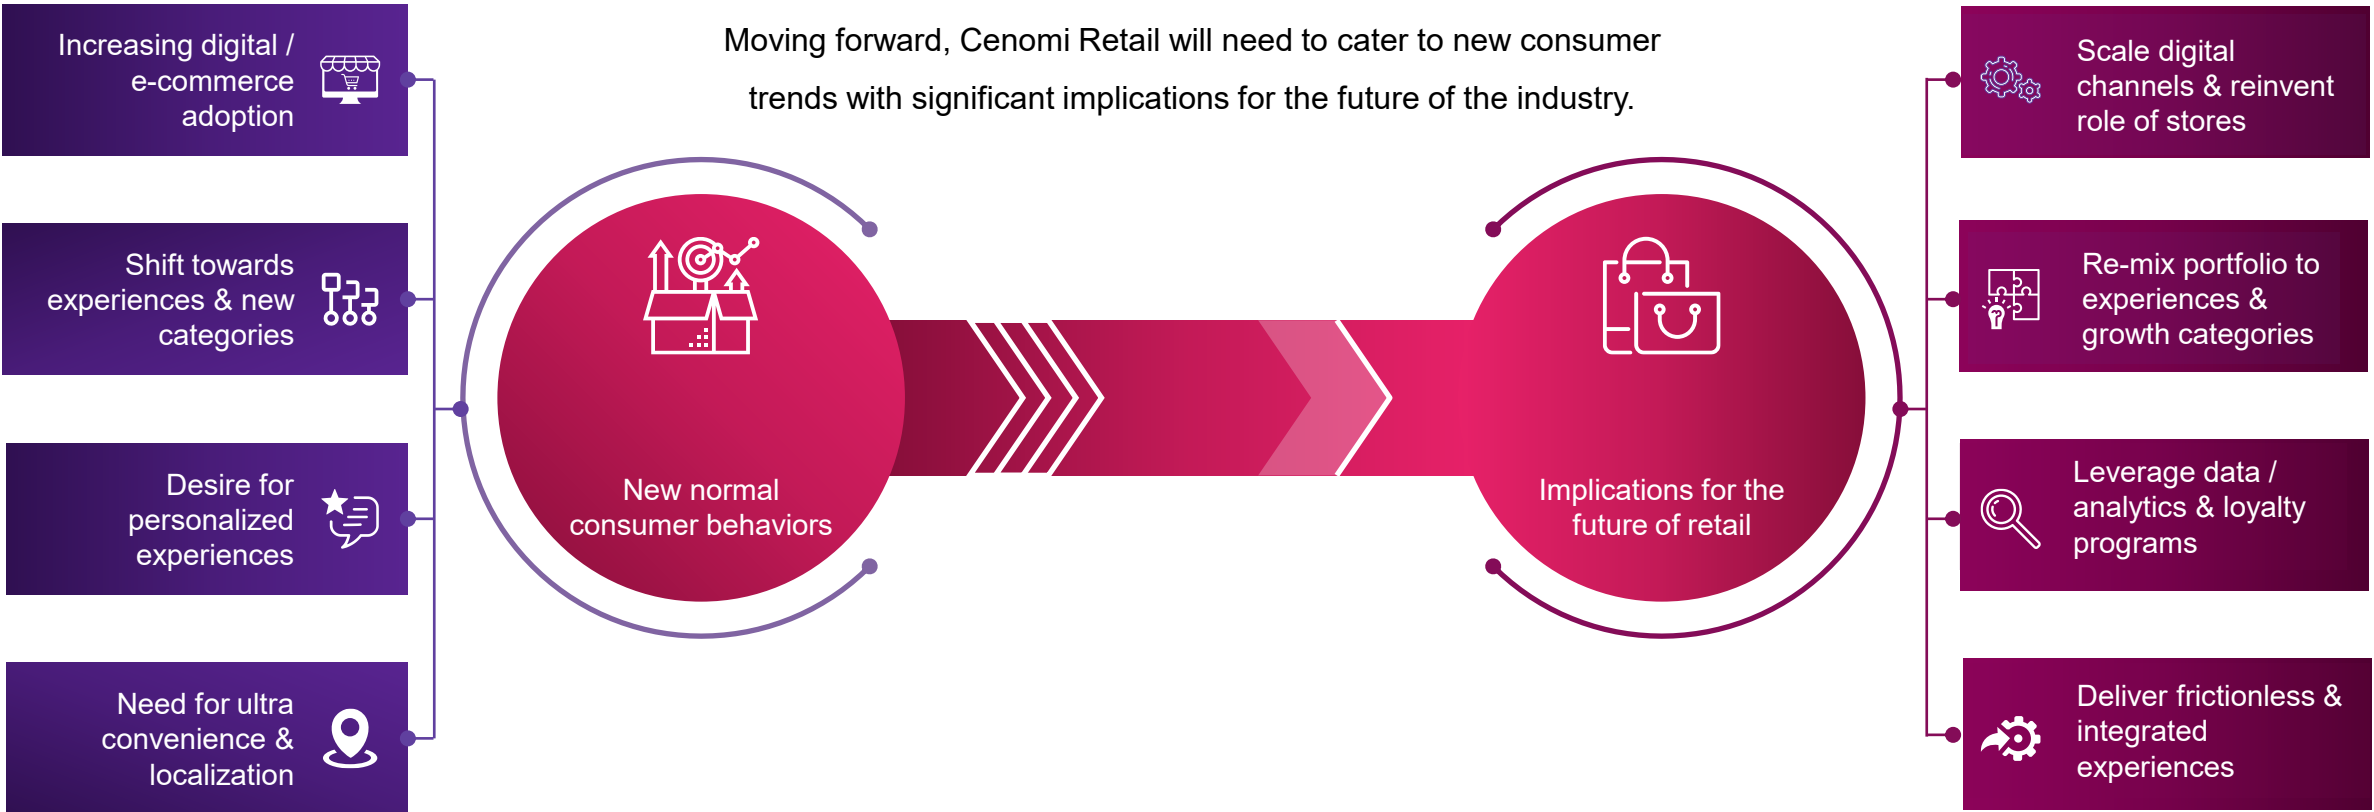 Moving forward, Cenomi Retail will need to cater to new consumer
trends with significant implications for the future of the industry.
Increasing digital /
e-commerce
adoption
Shift towards
experiences & new
categories
Desire for
personalized
experiences
Need for ultra
convenience &
localization
New normal
consumer behaviors
Implications for the
future of retail
Scale digital
channels & reinvent
role of stores
Re-mix portfolio to
experiences &
growth categories
Leverage data /
analytics & loyalty
programs
Deliver frictionless &
integrated
experiences